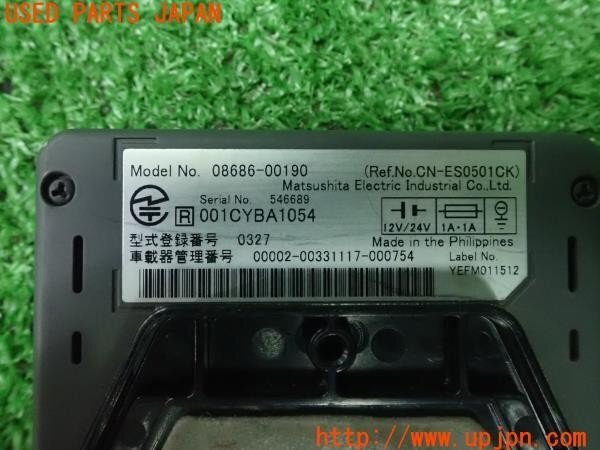 USED PARTS JAPAN
Model No. 08686-00190 (Ref.No.CN-ES0501CK)
Matsushita Electric Industrial Co.,Ltd.
Serial No. 546689
R 001CYBA1054
12V/24V 1A・1A
型式登録番号 0327 Made in the Philippines
車載器管理番号 00002-00331117-000754 Label No.
YEFM011512
http://www.upjpn.com